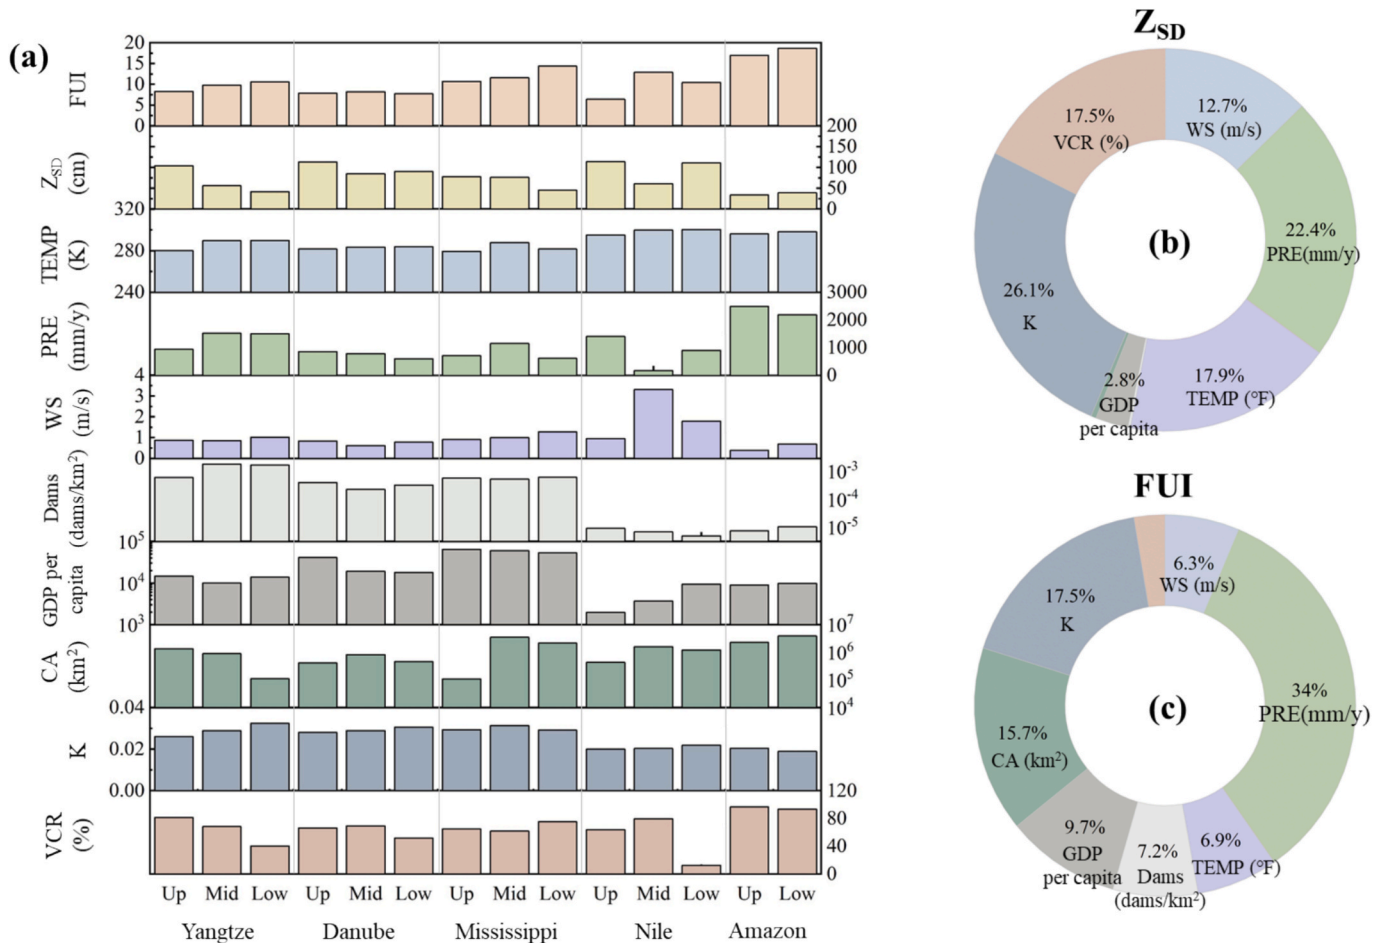 (a)
FUI
20
15
10
5
0
Z_SD
(cm)
200
150
100
50
0
TEMP
(K)
320
280
240
PRE
(mm/y)
3000
2000
1000
0
WS
(m/s)
4
3
2
1
0
Dams
(dams/km²)
10⁻³
10⁻⁴
10⁻⁵
GDP per
capita
10⁵
10⁴
10³
CA
(km²)
10⁷
10⁶
10⁵
10⁴
K
0.04
0.02
0.00
VCR
(%)
120
80
40
0
Up Mid Low Up Mid Low Up Mid Low Up Mid Low Up Low
Yangtze Danube Mississippi Nile Amazon
Z_SD
(b)
12.7%
WS (m/s)
22.4%
PRE(mm/y)
17.9%
TEMP (°F)
2.8%
GDP
per capita
26.1%
K
17.5%
VCR (%)
FUI
(c)
6.3%
WS (m/s)
34%
PRE(mm/y)
6.9%
TEMP (°F)
7.2%
Dams
(dams/km²)
9.7%
GDP
per capita
15.7%
CA (km²)
17.5%
K